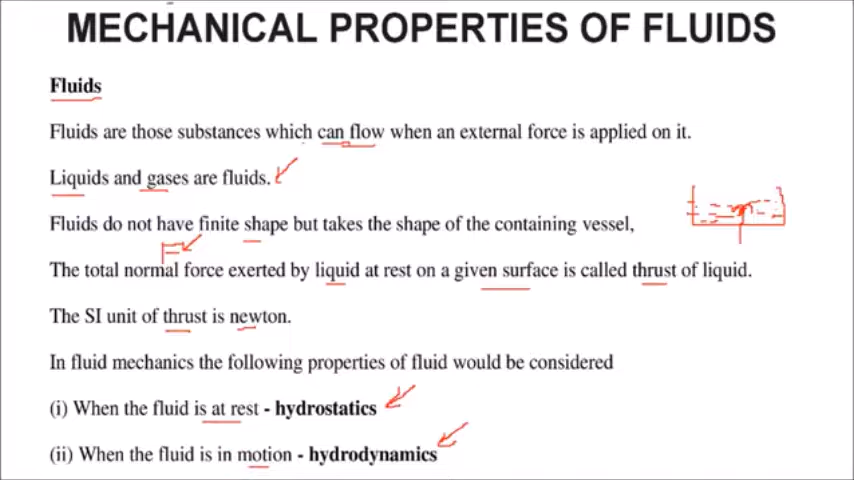 MECHANICAL PROPERTIES OF FLUIDS
Fluids
Fluids are those substances which can flow when an external force is applied on it.
Liquids and gases are fluids.
Fluids do not have finite shape but takes the shape of the containing vessel,
The total normal force exerted by liquid at rest on a given surface is called thrust of liquid.
The SI unit of thrust is newton.
In fluid mechanics the following properties of fluid would be considered
(i) When the fluid is at rest - hydrostatics
(ii) When the fluid is in motion - hydrodynamics